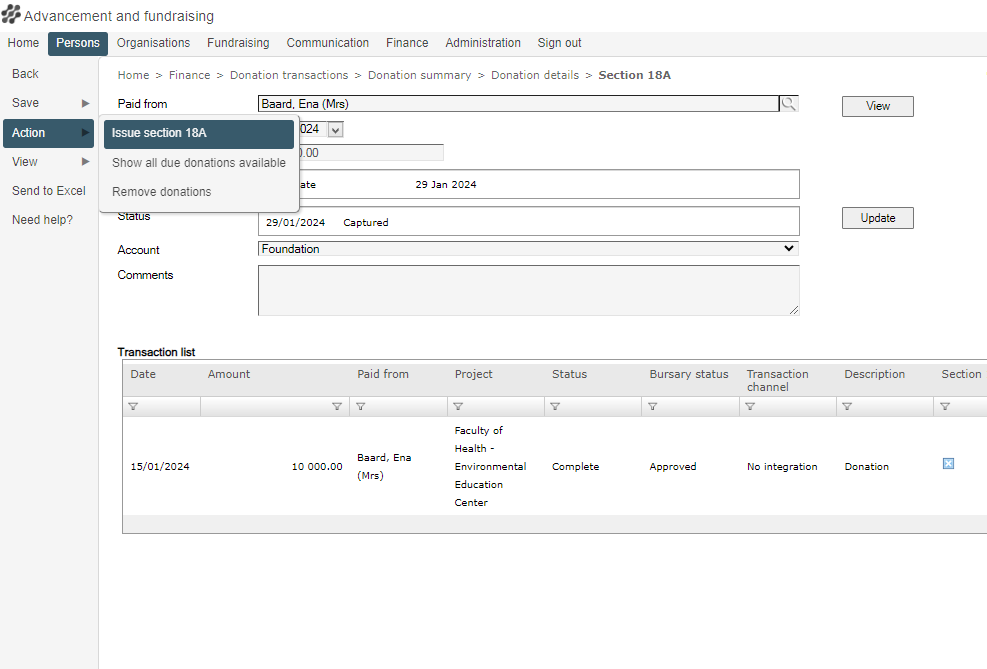 Advancement and fundraising
Home Persons Organisations Fundraising Communication Finance Administration Sign out
Back
Home > Finance > Donation transactions > Donation summary > Donation details > Section 18A
Save
Paid from Baard, Ena (Mrs) View
Action
Issue section 18A
Show all due donations available
Remove donations
024
0.00
View
ate 29 Jan 2024
Send to Excel
Need help?
Status 29/01/2024 Captured Update
Account Foundation
Comments
Transaction list
Date Amount Paid from Project Status Bursary status Transaction channel Description Section
15/01/2024 10 000.00 Baard, Ena (Mrs) Faculty of Health - Environmental Education Center Complete Approved No integration Donation